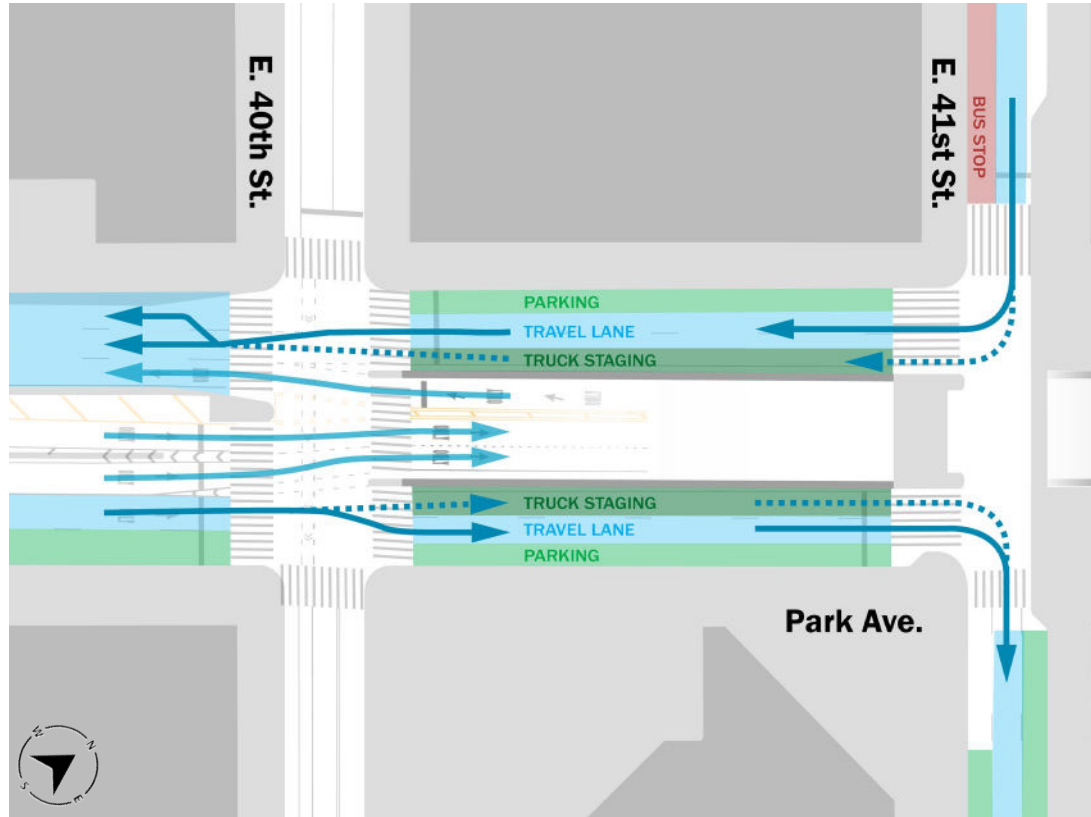 E. 40th St.
E. 41st St.
BUS STOP
PARKING
TRAVEL LANE
TRUCK STAGING
TRUCK STAGING
TRAVEL LANE
PARKING
Park Ave.
W
N
S
E